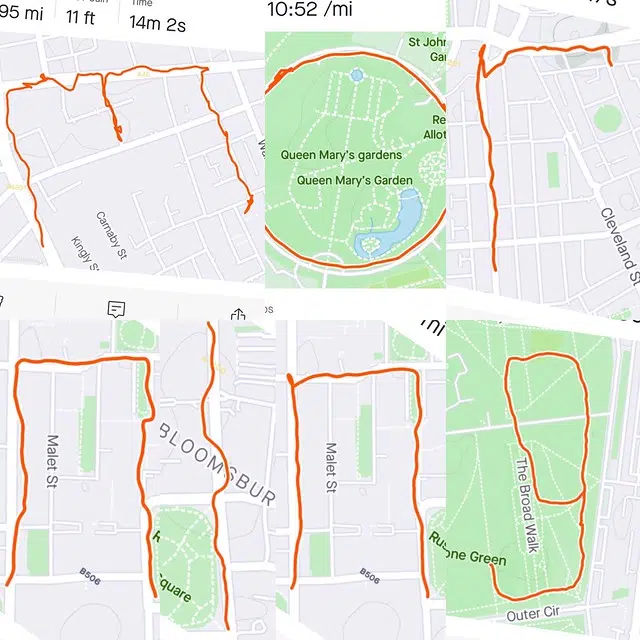 95 mi
11 ft
Time
14m 2s
10:52 /mi
St John
Gar
Re
Allot
Queen Mary's gardens
Queen Mary's Garden
Carnaby St
Kingly St
Cleveland St
mi
Malet St
BLOOMSBUR
Square
B506
Malet St
B506
The Broad Walk
one Green
Outer Cir